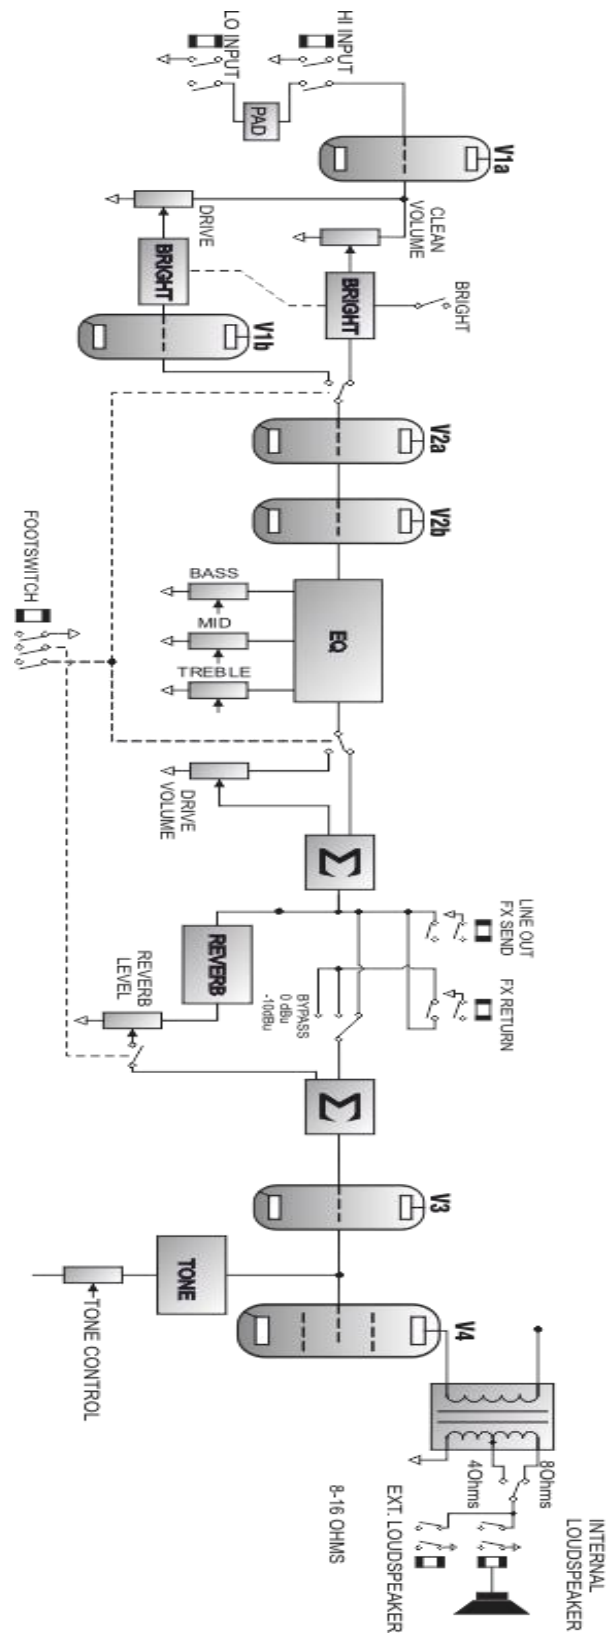 LO INPUT
HI INPUT
PAD
V1a
CLEAN
VOLUME
DRIVE
BRIGHT
BRIGHT
BRIGHT
V1b
V2a
V2b
FOOTSWITCH
BASS
MID
TREBLE
EQ
DRIVE
VOLUME
Σ
LINE OUT
FX SEND
FX RETURN
REVERB
REVERB
LEVEL
BYPASS
0 dBu
-10dBu
Σ
V3
TONE
TONE CONTROL
V4
8Ohms
4Ohms
8-16 OHMS
EXT. LOUDSPEAKER
INTERNAL
LOUDSPEAKER